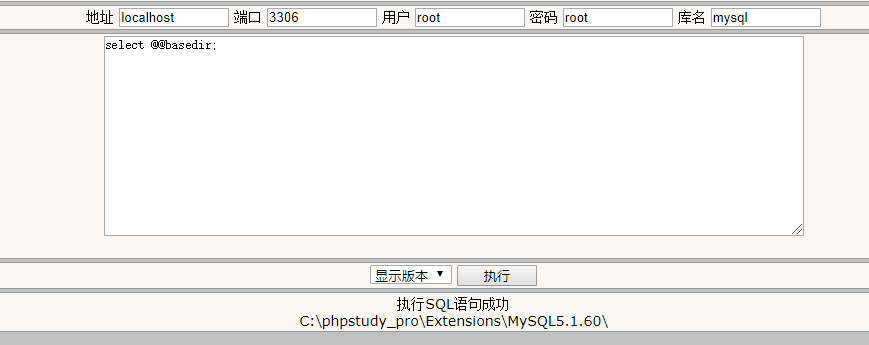 地址 localhost 端口 3306 用户 root 密码 root 库名 mysql
select @@basedir;
显示版本 执行
执行SQL语句成功
C:\phpstudy_pro\Extensions\MySQL5.1.60\